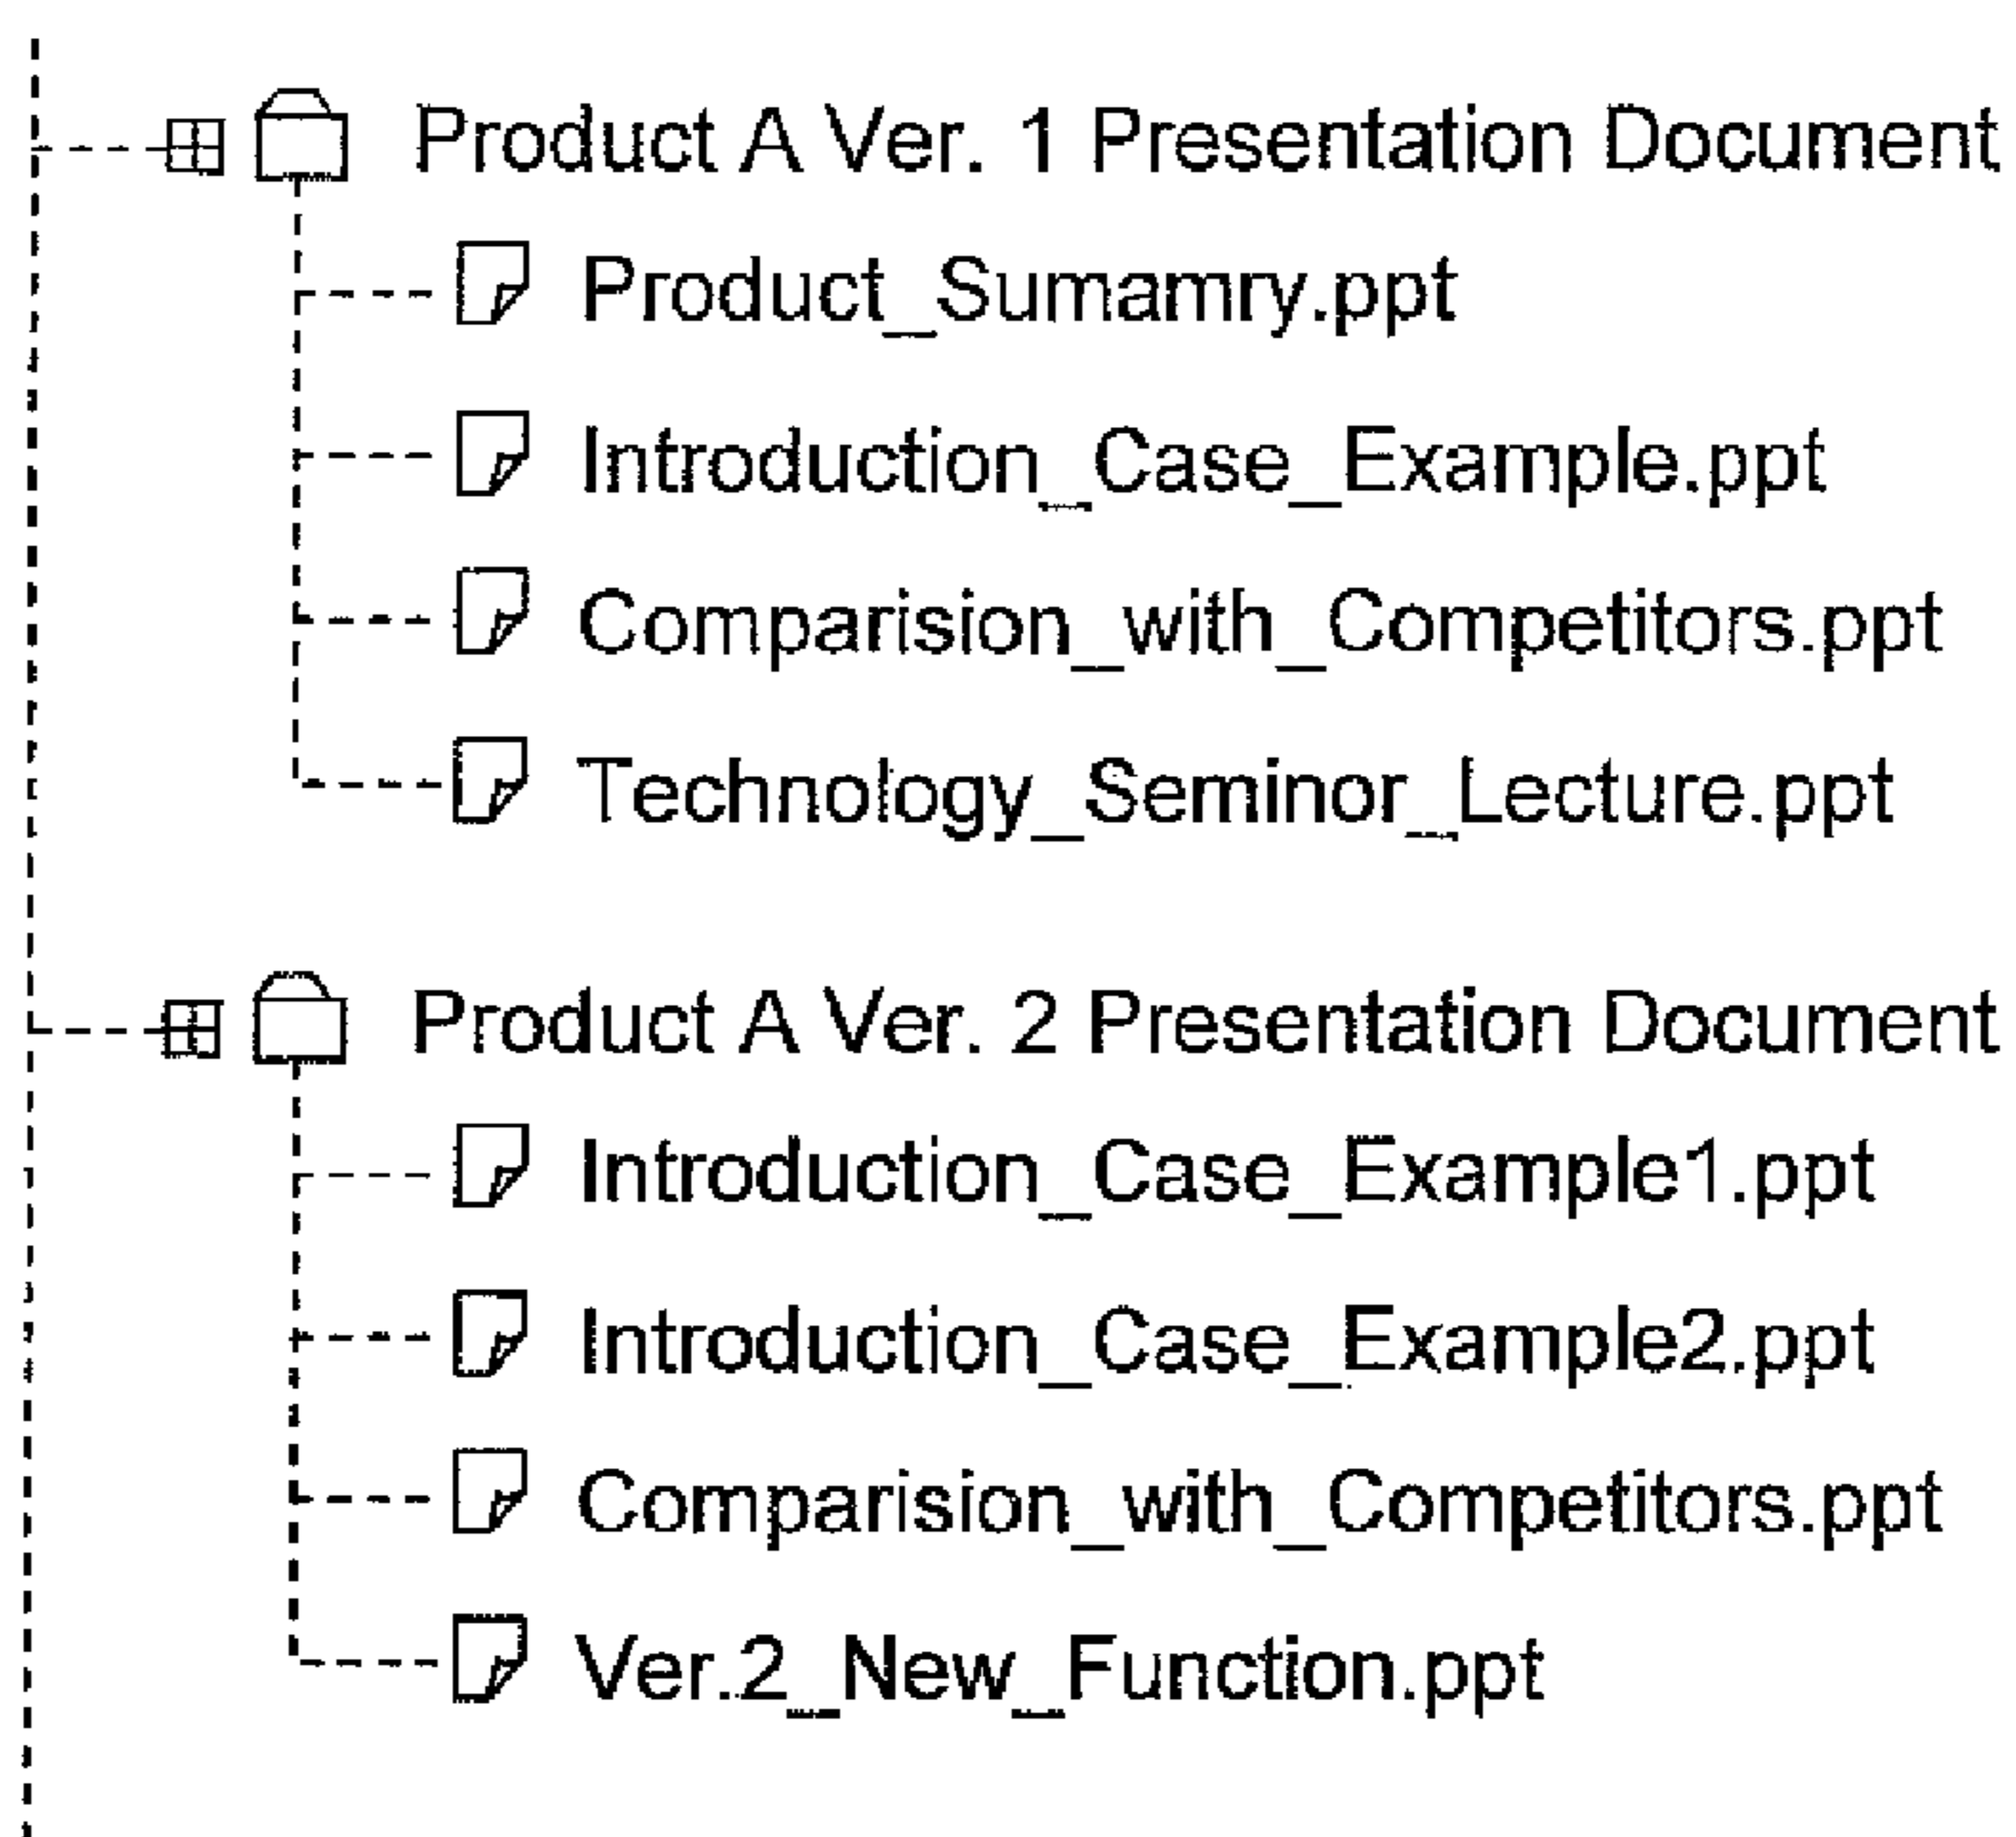 Product A Ver. 1 Presentation Document
Product_Sumamry.ppt
Introduction_Case_Example.ppt
Comparision_with_Competitors.ppt
Technology_Seminor_Lecture.ppt
Product A Ver. 2 Presentation Document
Introduction_Case_Example1.ppt
Introduction_Case_Example2.ppt
Comparision_with_Competitors.ppt
Ver.2_New_Function.ppt